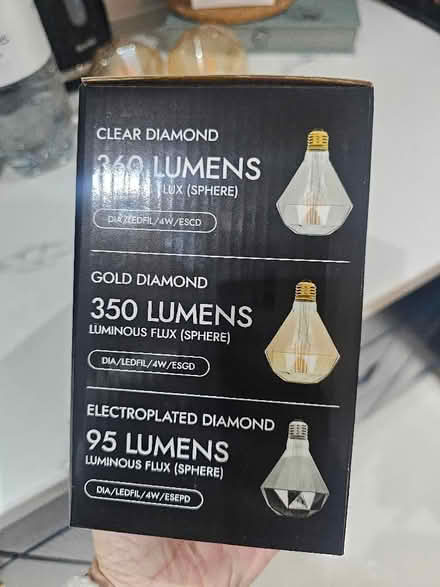 CLEAR DIAMOND
360 LUMENS
FLUX (SPHERE)
DIA/LEDFIL/4W/ESCD
GOLD DIAMOND
350 LUMENS
LUMINOUS FLUX (SPHERE)
DIA/LEDFIL/4W/ESGD
ELECTROPLATED DIAMOND
95 LUMENS
LUMINOUS FLUX (SPHERE)
DIA/LEDFIL/4W/ESEPD